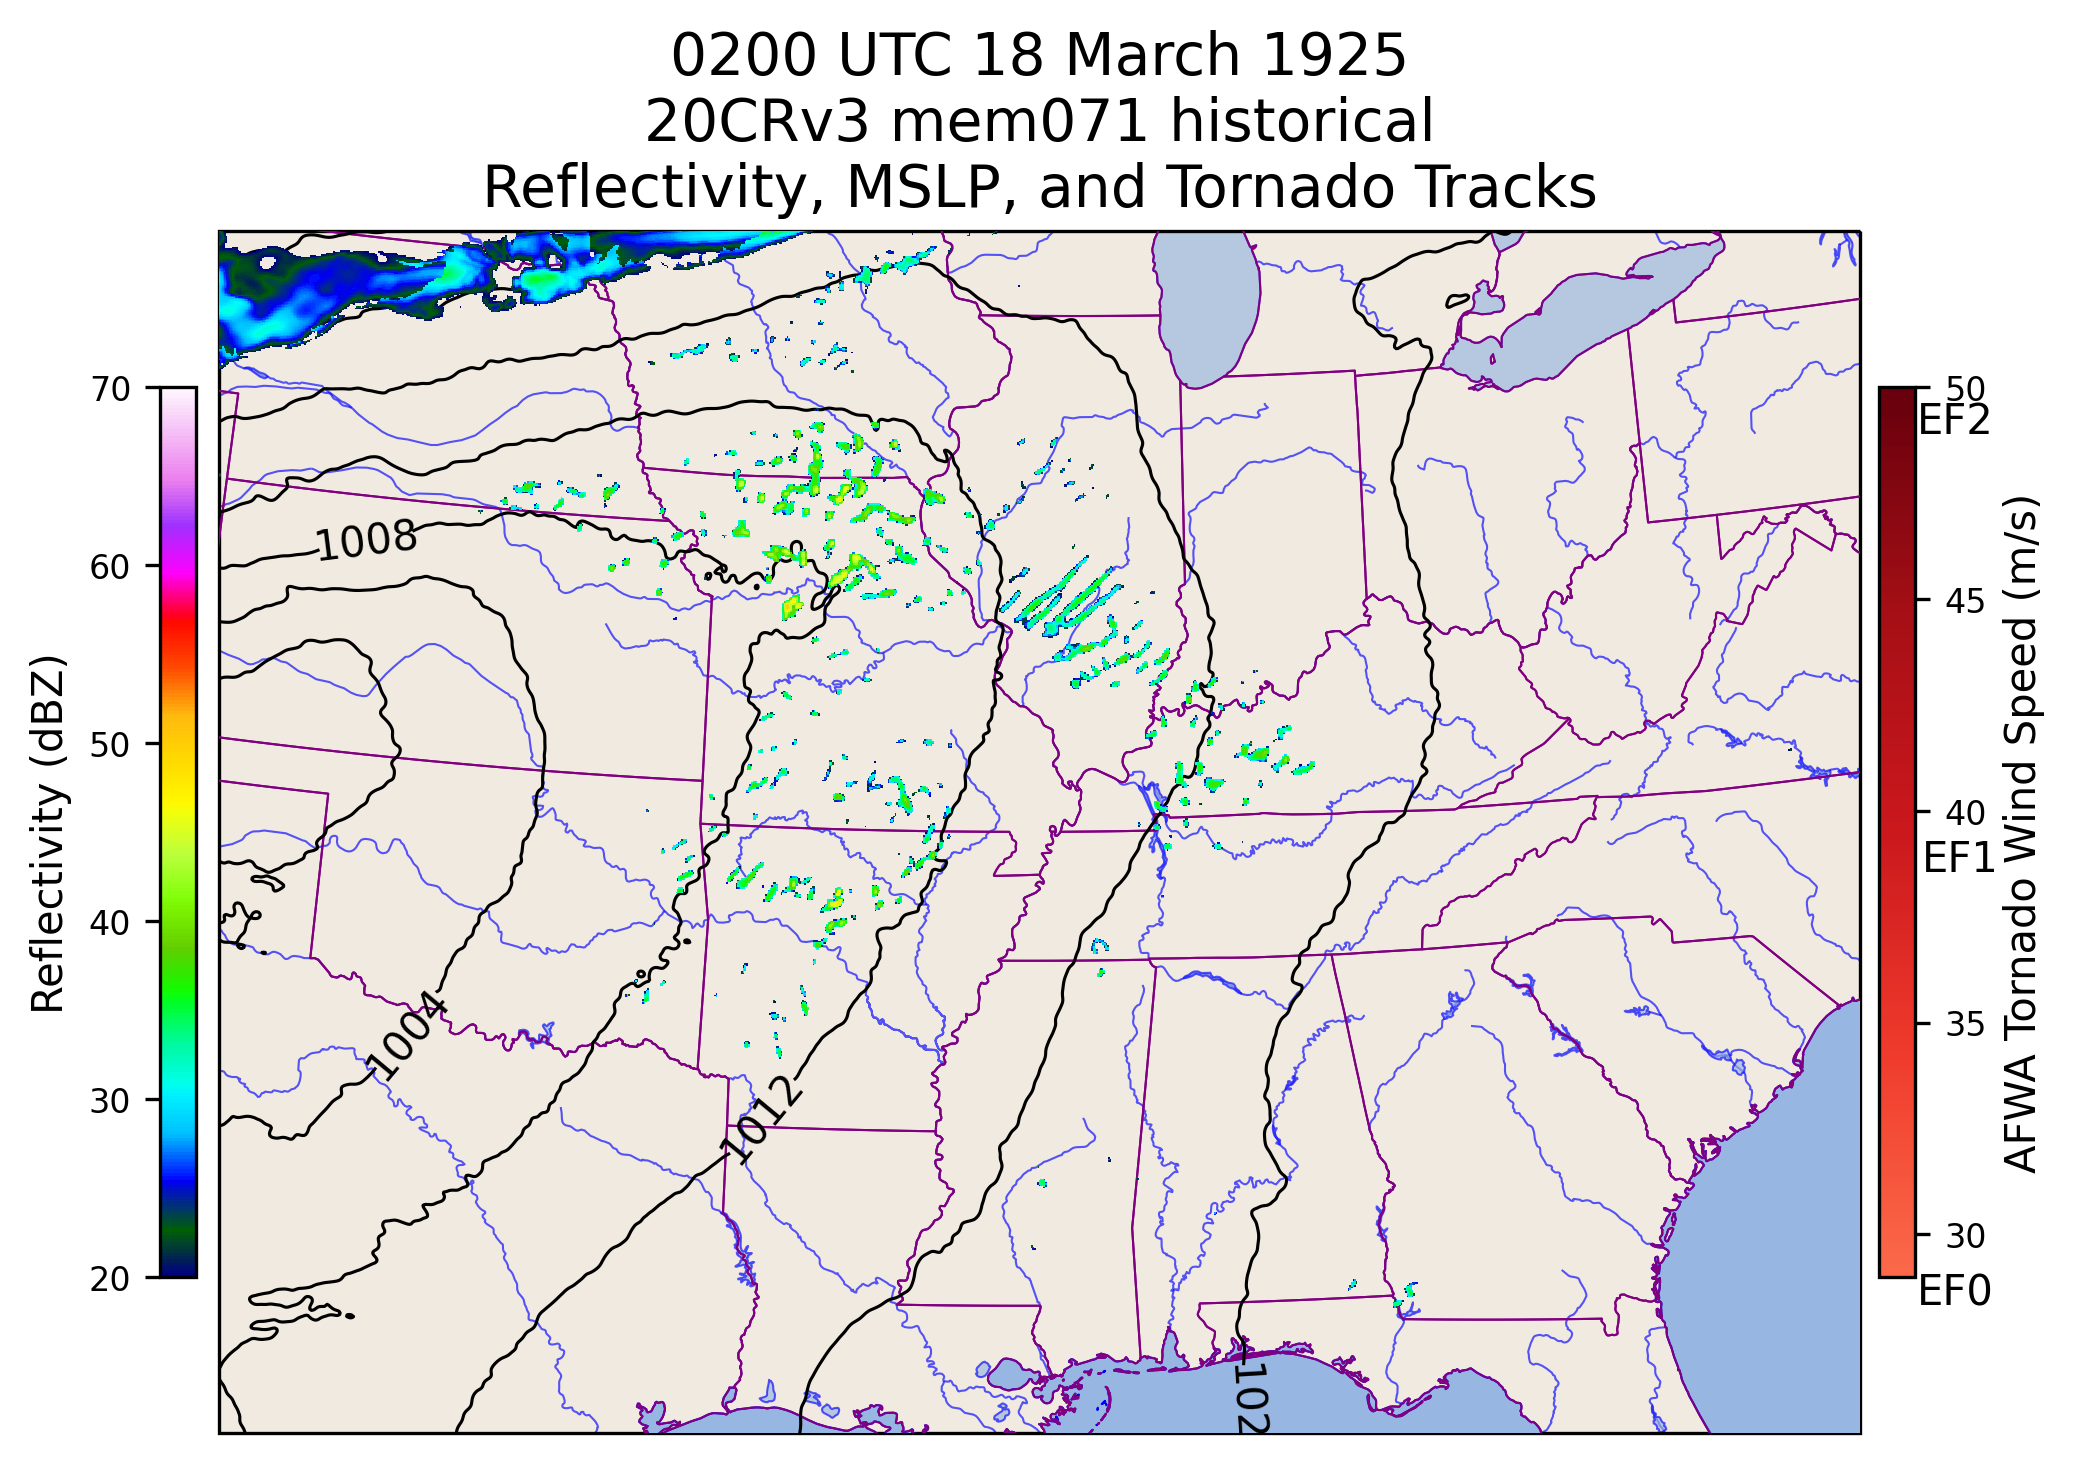 0200 UTC 18 March 1925
20CRv3 mem071 historical
Reflectivity, MSLP, and Tornado Tracks
70
60
50
40
30
20
Reflectivity (dBZ)
1008
1004
1012
102
50
EF2
45
40
EF1
35
30
EF0
AFWA Tornado Wind Speed (m/s)